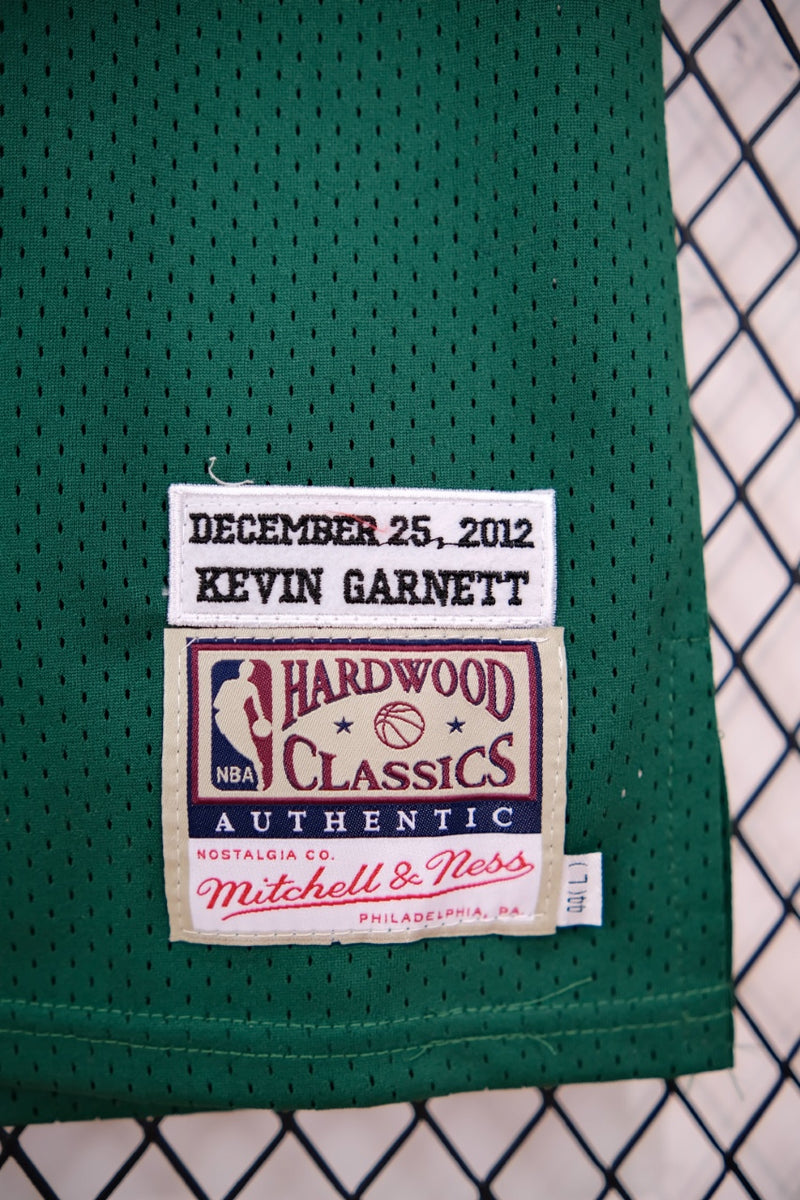 DECEMBER 25, 2012
KEVIN GARNETT
HARDWOOD
CLASSICS
NBA
AUTHENTIC
NOSTALGIA CO.
Mitchell & Ness
PHILADELPHIA, PA
44(L)